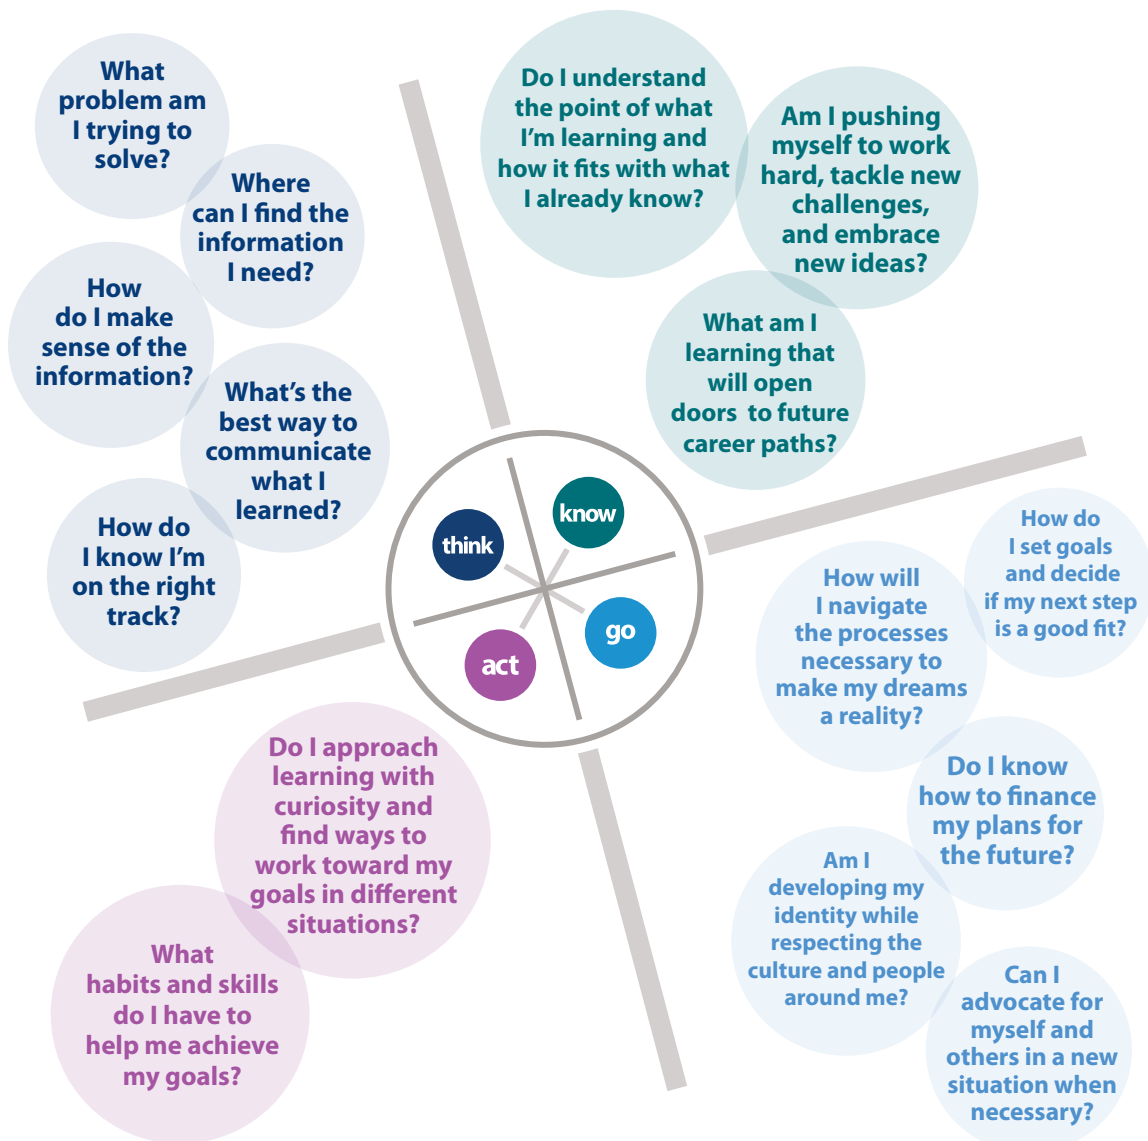 What
problem am
I trying to
solve?
Where
can I find the
information
I need?
How
do I make
sense of the
information?
What's the
best way to
communicate
what I
learned?
How do
I know I'm
on the right
track?
Do I understand
the point of what
I'm learning and
how it fits with what
I already know?
Am I pushing
myself to work
hard, tackle new
challenges,
and embrace
new ideas?
What am I
learning that
will open
doors to future
career paths?
think
know
act
go
How do
I set goals
and decide
if my next step
is a good fit?
How will
I navigate
the processes
necessary to
make my dreams
a reality?
Do I know
how to finance
my plans for
the future?
Am I
developing my
identity while
respecting the
culture and people
around me?
Can I
advocate for
myself and
others in a new
situation when
necessary?
Do I approach
learning with
curiosity and
find ways to
work toward my
goals in different
situations?
What
habits and skills
do I have to
help me achieve
my goals?